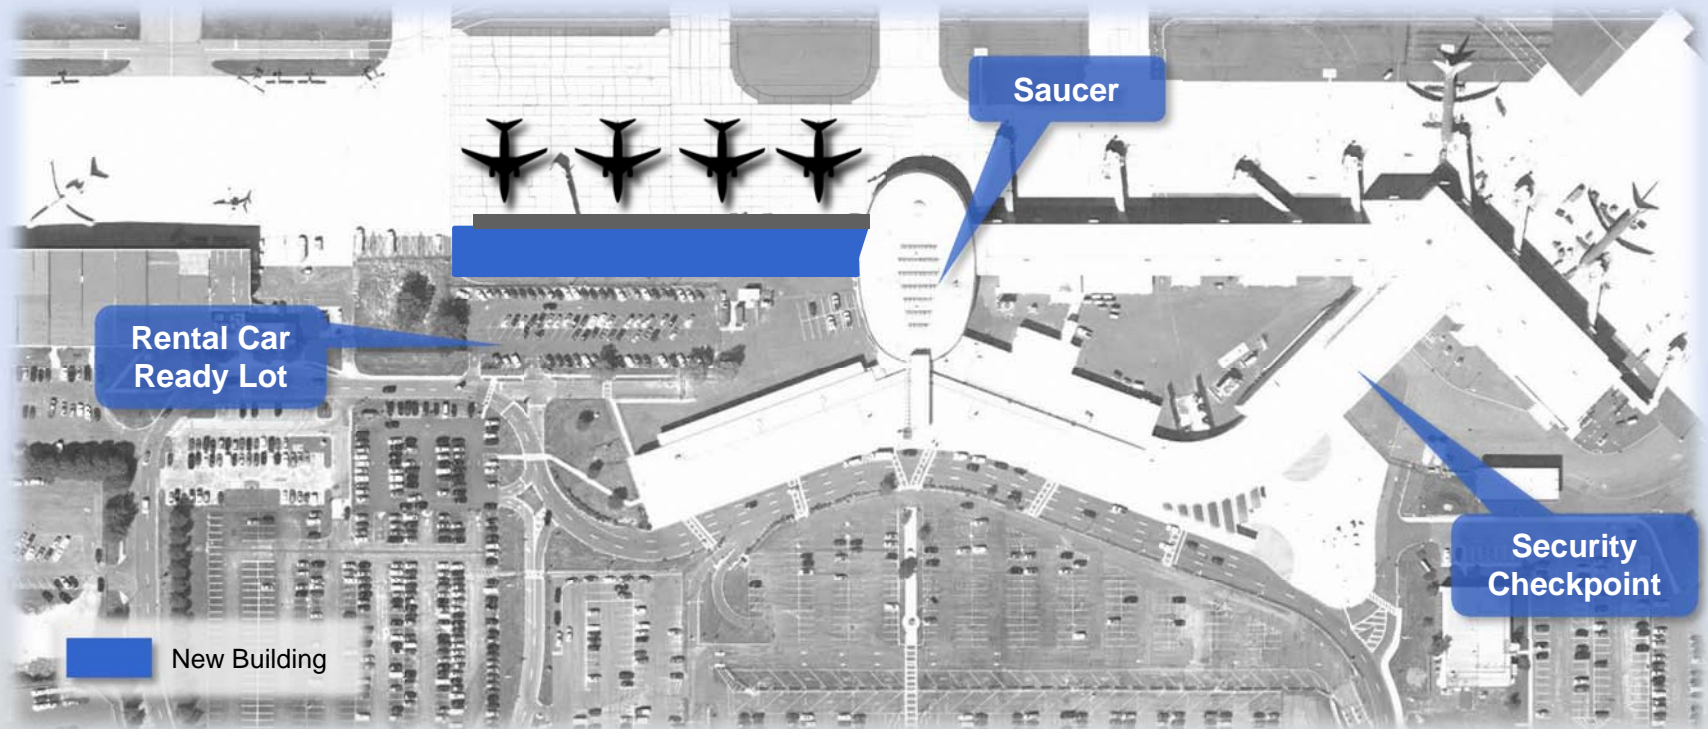 Saucer
Rental Car
Ready Lot
Security
Checkpoint
New Building